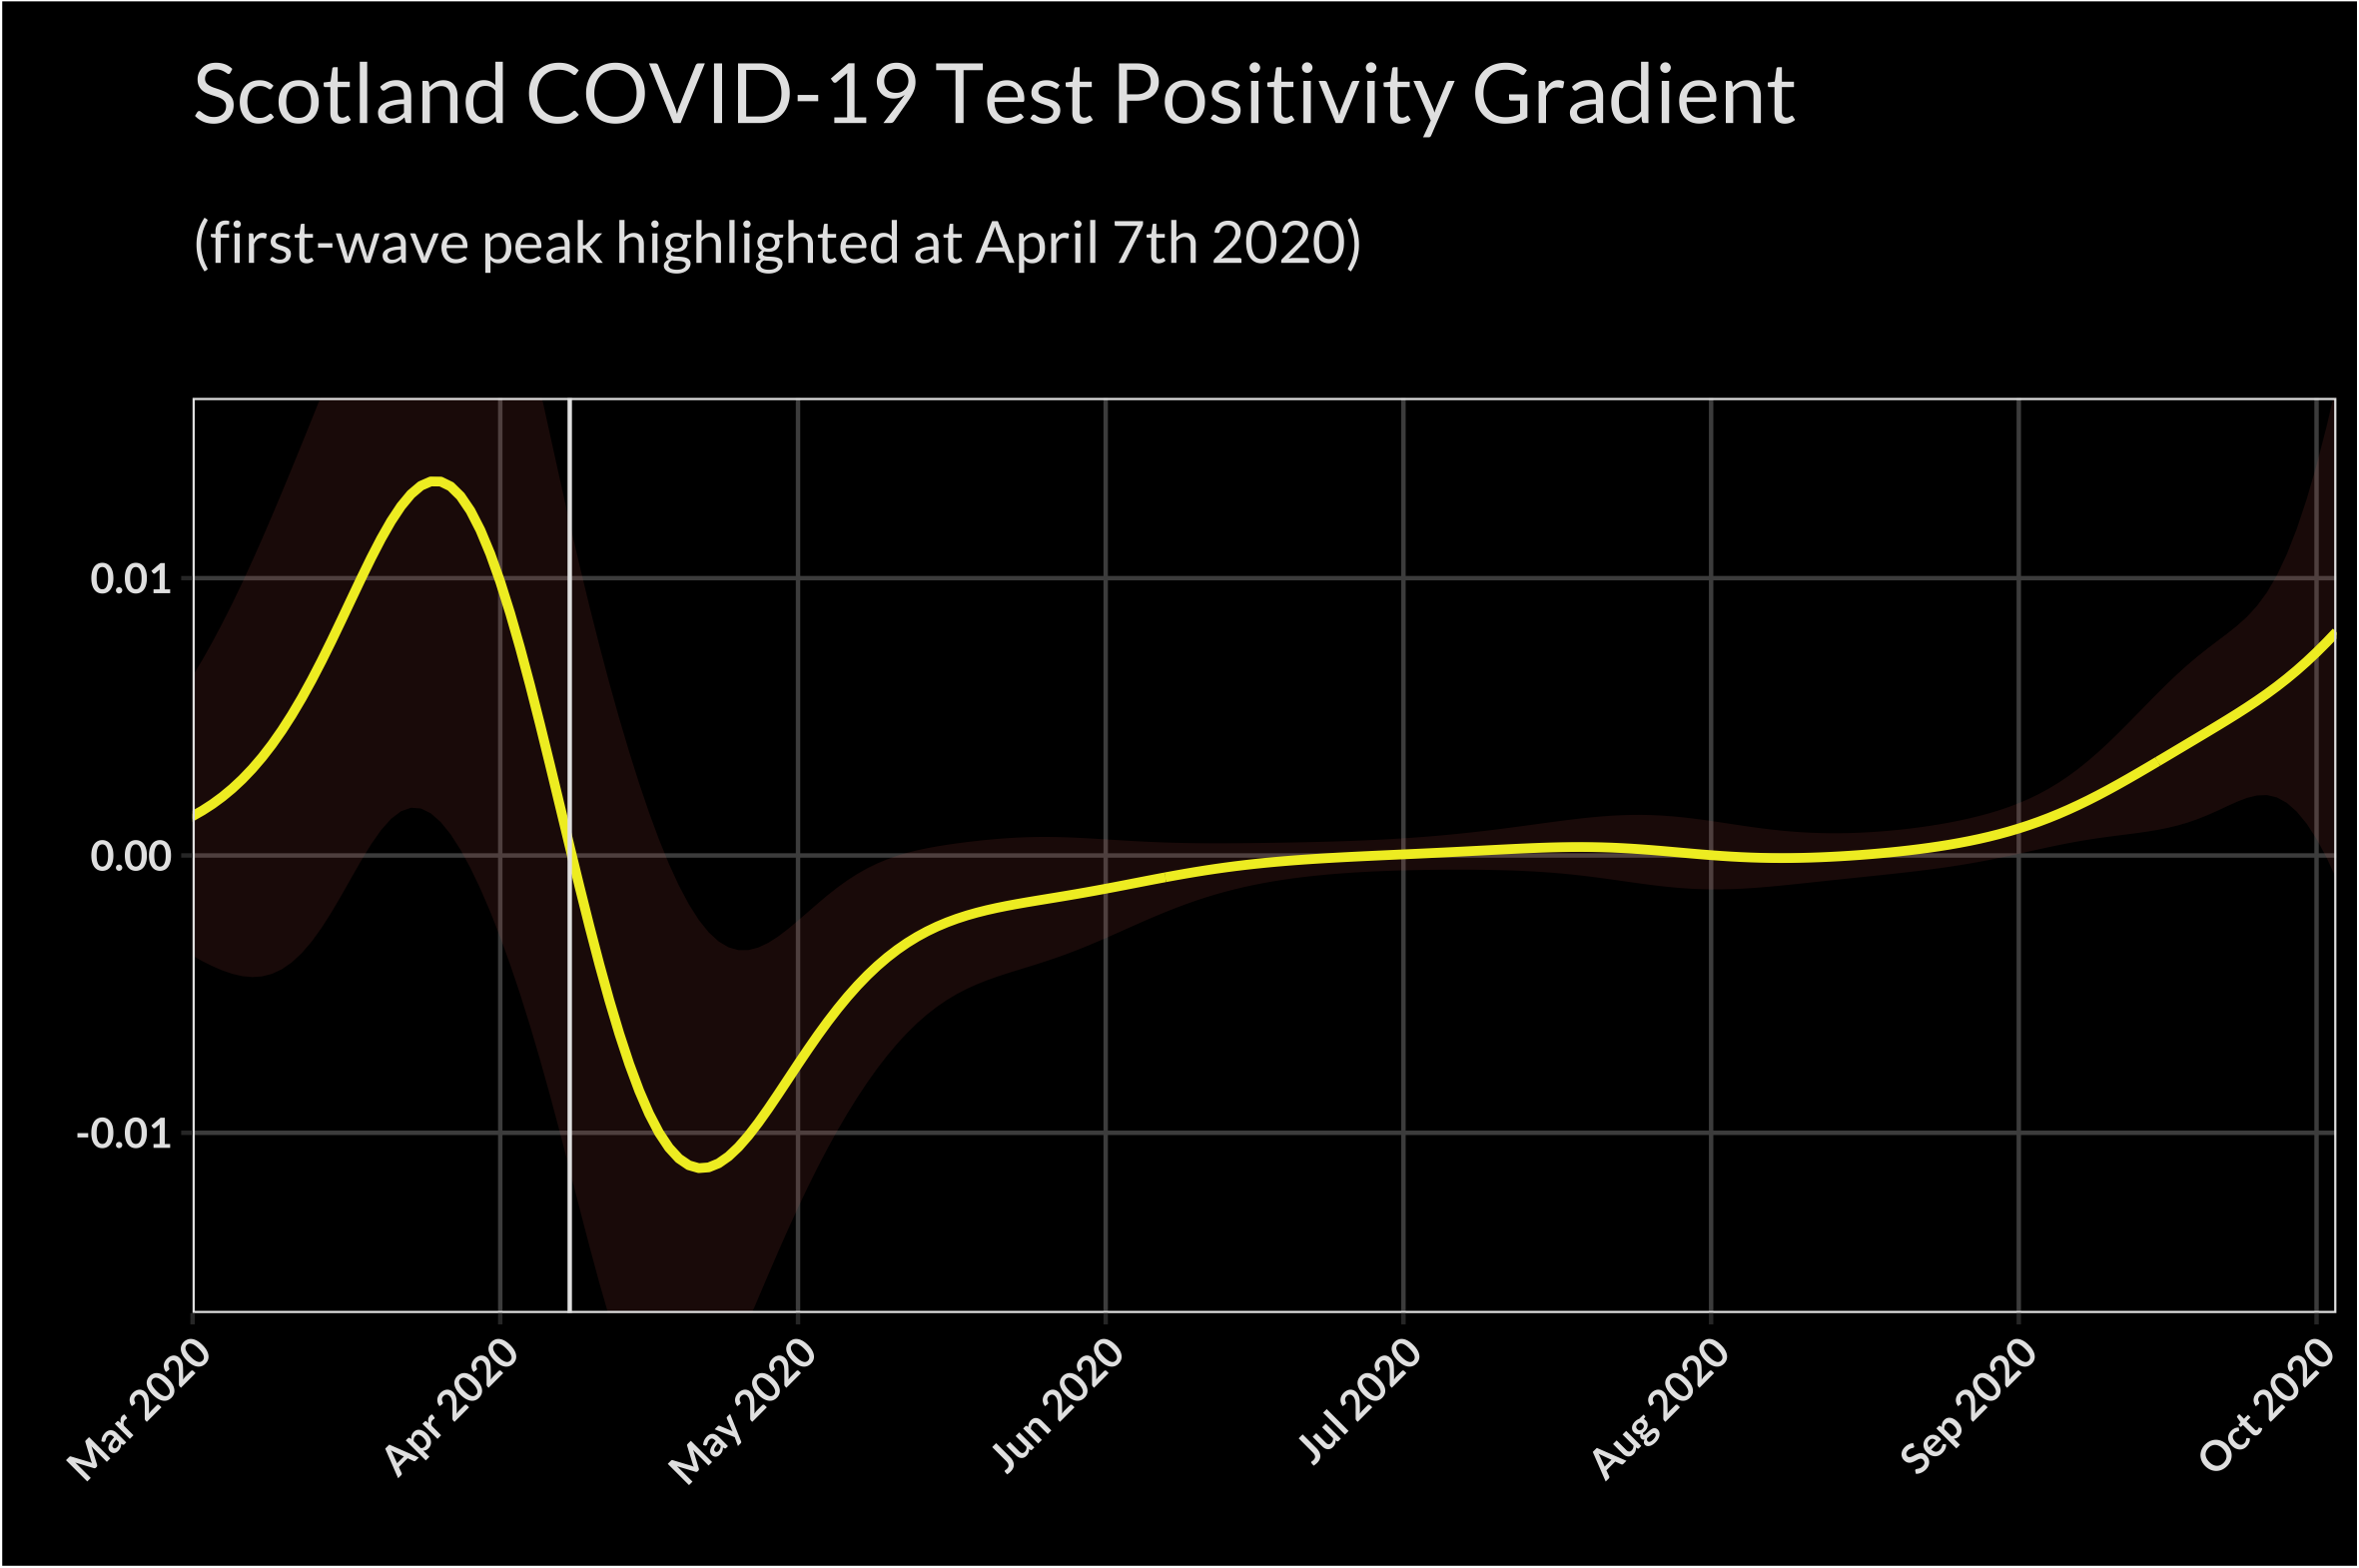 Scotland COVID-19 Test Positivity Gradient
(first-wave peak highlighted at April 7th 2020)
0.01
0.00
-0.01
Mar 2020
Apr 2020
May 2020
Jun 2020
Jul 2020
Aug 2020
Sep 2020
Oct 2020